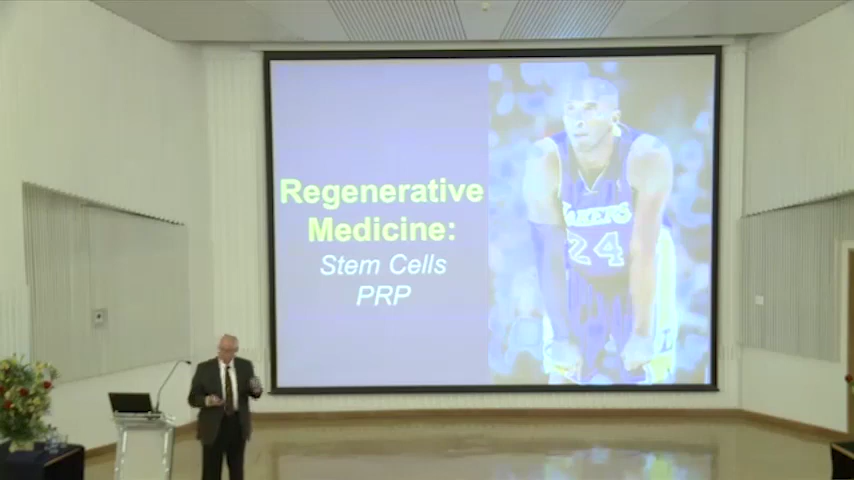 Regenerative
Medicine:
Stem Cells
PRP
LAKERS
24